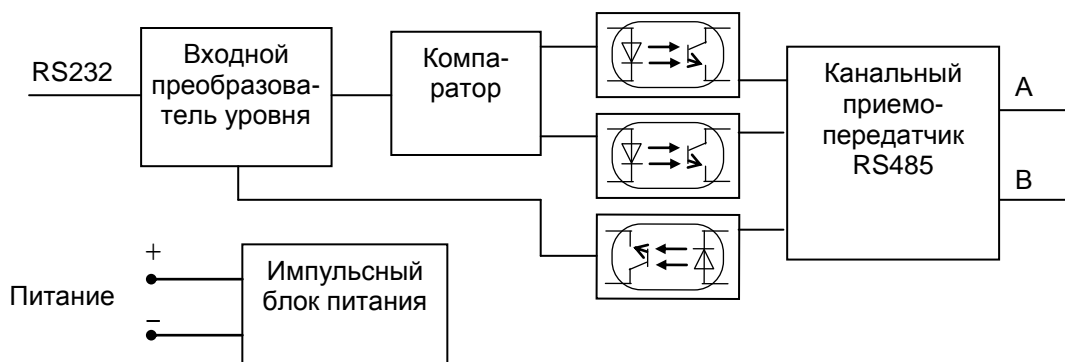 RS232
Входной
преобразова-
тель уровня
Компа-
ратор
Канальный
приемо-
передатчик
RS485
A
B
Питание
+
−
Импульсный
блок питания